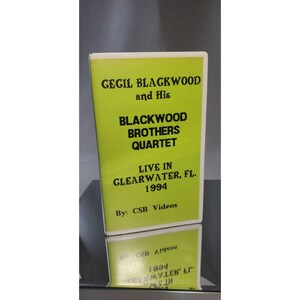 CECIL BLACKWOOD
and His
BLACKWOOD
BROTHERS
QUARTET
LIVE IN
CLEARWATER, FL.
1994
By: CSB Videos